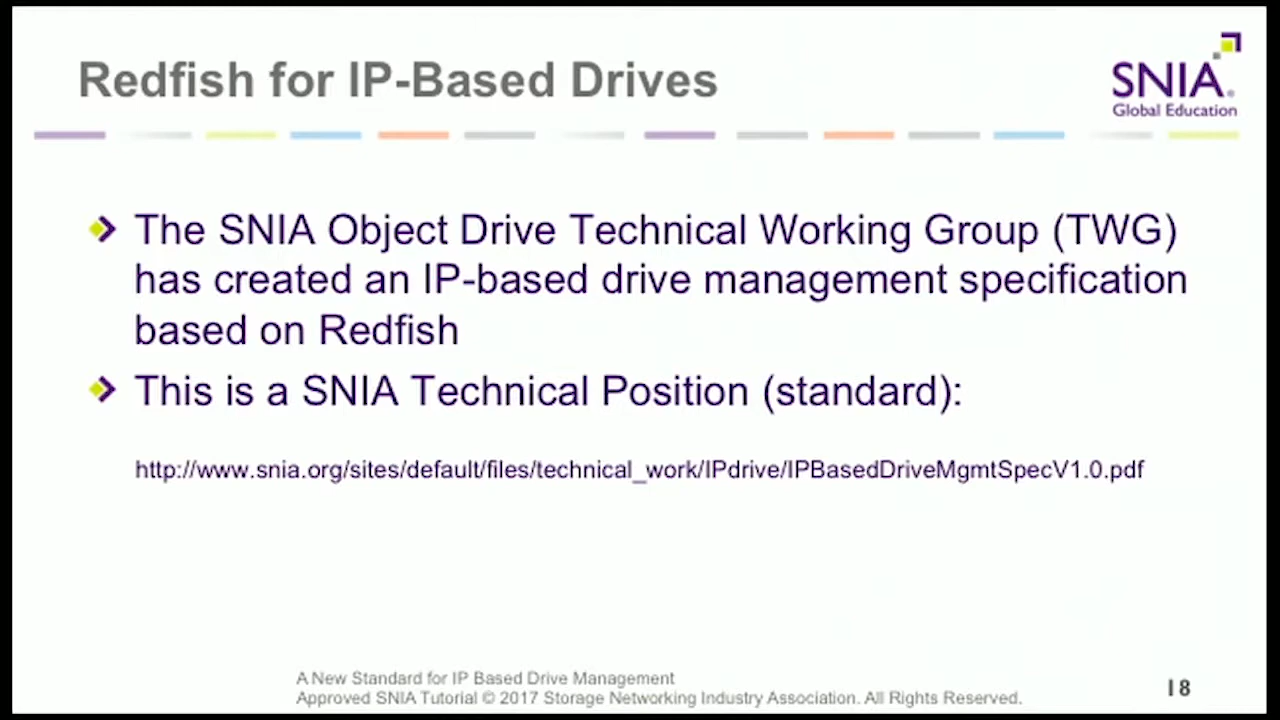 Redfish for IP-Based Drives
SNIA.
Global Education
The SNIA Object Drive Technical Working Group (TWG)
has created an IP-based drive management specification
based on Redfish
This is a SNIA Technical Position (standard):
http://www.snia.org/sites/default/files/technical_work/IPdrive/IPBasedDriveMgmtSpecV1.0.pdf
A New Standard for IP Based Drive Management
Approved SNIA Tutorial © 2017 Storage Networking Industry Association. All Rights Reserved.
18